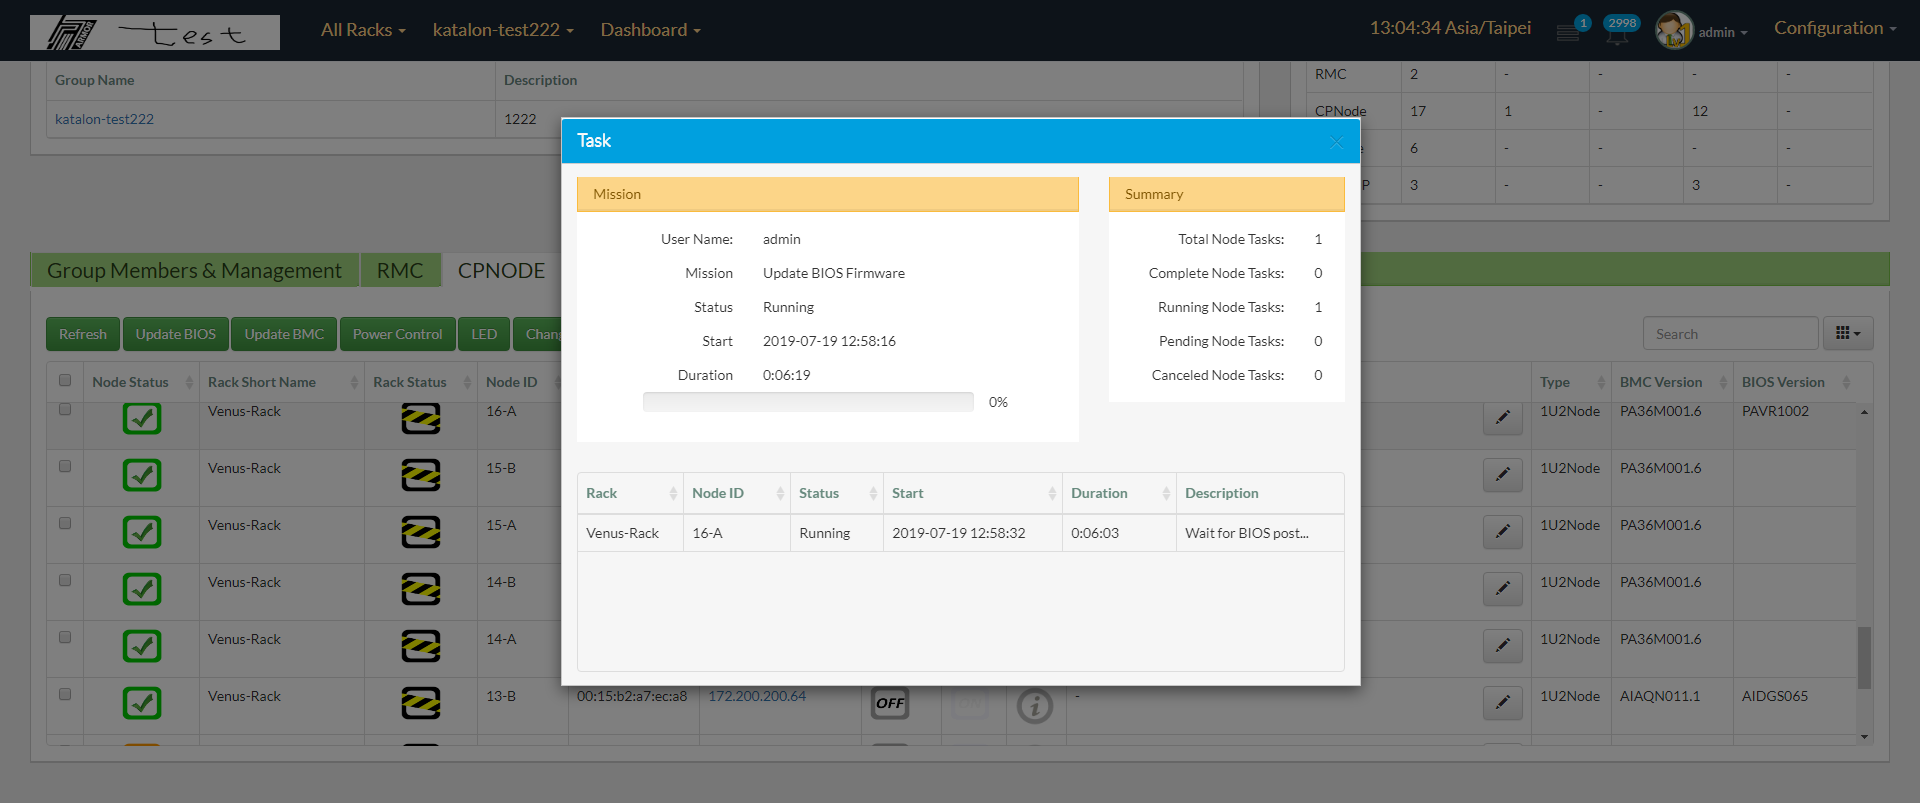 ARMOR test All Racks katalon-test222 Dashboard 13:04:34 Asia/Taipei 1 2998 admin Configuration
Group Name Description
katalon-test222 1222
RMC 2 - - - -
CPNode 17 1 - 12 -
e 6 - - - -
P 3 - - 3 -
Group Members & Management RMC CPNODE
Refresh Update BIOS Update BMC Power Control LED Chang
Search
Node Status Rack Short Name Rack Status Node ID Type BMC Version BIOS Version
Venus-Rack 16-A 1U2Node PA36M001.6 PAVR1002
Venus-Rack 15-B 1U2Node PA36M001.6
Venus-Rack 15-A 1U2Node PA36M001.6
Venus-Rack 14-B 1U2Node PA36M001.6
Venus-Rack 14-A 1U2Node PA36M001.6
Venus-Rack 13-B 00:15:b2:a7:ec:a8 172.200.200.64 OFF - 1U2Node AIAQN011.1 AIDGS065
Task
Mission
User Name: admin
Mission Update BIOS Firmware
Status Running
Start 2019-07-19 12:58:16
Duration 0:06:19
0%
Summary
Total Node Tasks: 1
Complete Node Tasks: 0
Running Node Tasks: 1
Pending Node Tasks: 0
Canceled Node Tasks: 0
Rack Node ID Status Start Duration Description
Venus-Rack 16-A Running 2019-07-19 12:58:32 0:06:03 Wait for BIOS post...